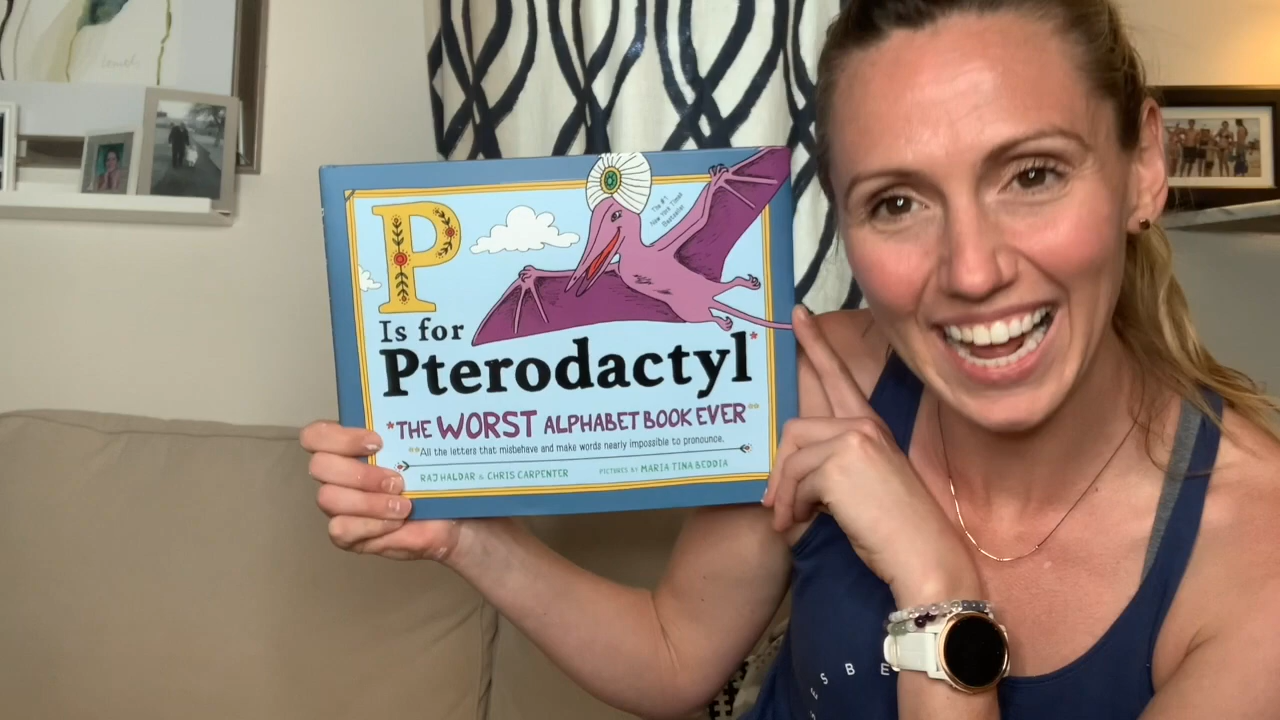 P
Is for
Pterodactyl*
The #1
New York Times
Bestseller
*THE WORST ALPHABET BOOK EVER**
**All the letters that misbehave and make words nearly impossible to pronounce.
RAJ HALDAR & CHRIS CARPENTER PICTURES BY MARIA TINA BEDDIA
S B E